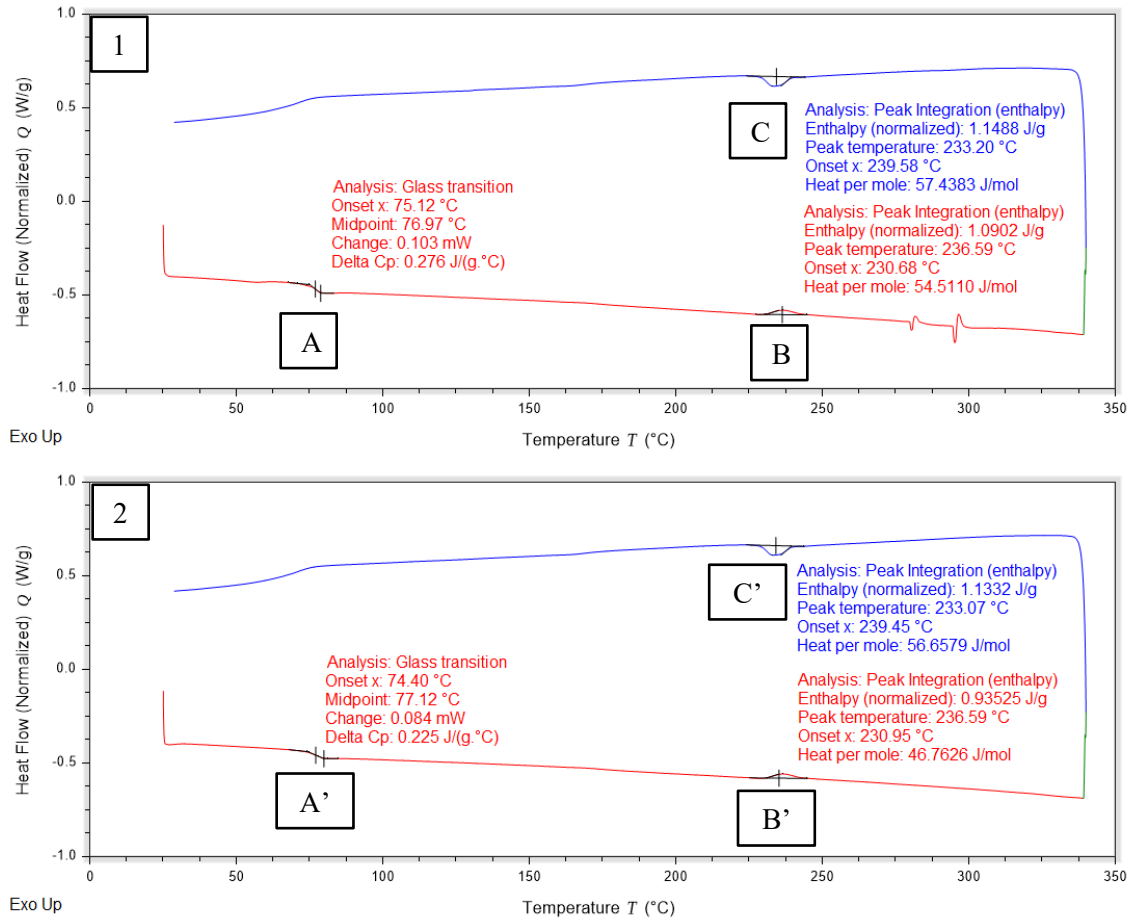 1
Heat Flow (Normalized) Q (W/g)
1.0
0.5
0.0
-0.5
-1.0
C
Analysis: Peak Integration (enthalpy)
Enthalpy (normalized): 1.1488 J/g
Peak temperature: 233.20 °C
Onset x: 239.58 °C
Heat per mole: 57.4383 J/mol
Analysis: Glass transition
Onset x: 75.12 °C
Midpoint: 76.97 °C
Change: 0.103 mW
Delta Cp: 0.276 J/(g.°C)
Analysis: Peak Integration (enthalpy)
Enthalpy (normalized): 1.0902 J/g
Peak temperature: 236.59 °C
Onset x: 230.68 °C
Heat per mole: 54.5110 J/mol
A
B
0 50 100 150 200 250 300 350
Exo Up
Temperature T (°C)
2
Heat Flow (Normalized) Q (W/g)
1.0
0.5
0.0
-0.5
-1.0
C’
Analysis: Peak Integration (enthalpy)
Enthalpy (normalized): 1.1332 J/g
Peak temperature: 233.07 °C
Onset x: 239.45 °C
Heat per mole: 56.6579 J/mol
Analysis: Glass transition
Onset x: 74.40 °C
Midpoint: 77.12 °C
Change: 0.084 mW
Delta Cp: 0.225 J/(g.°C)
Analysis: Peak Integration (enthalpy)
Enthalpy (normalized): 0.93525 J/g
Peak temperature: 236.59 °C
Onset x: 230.95 °C
Heat per mole: 46.7626 J/mol
A’
B’
0 50 100 150 200 250 300 350
Exo Up
Temperature T (°C)